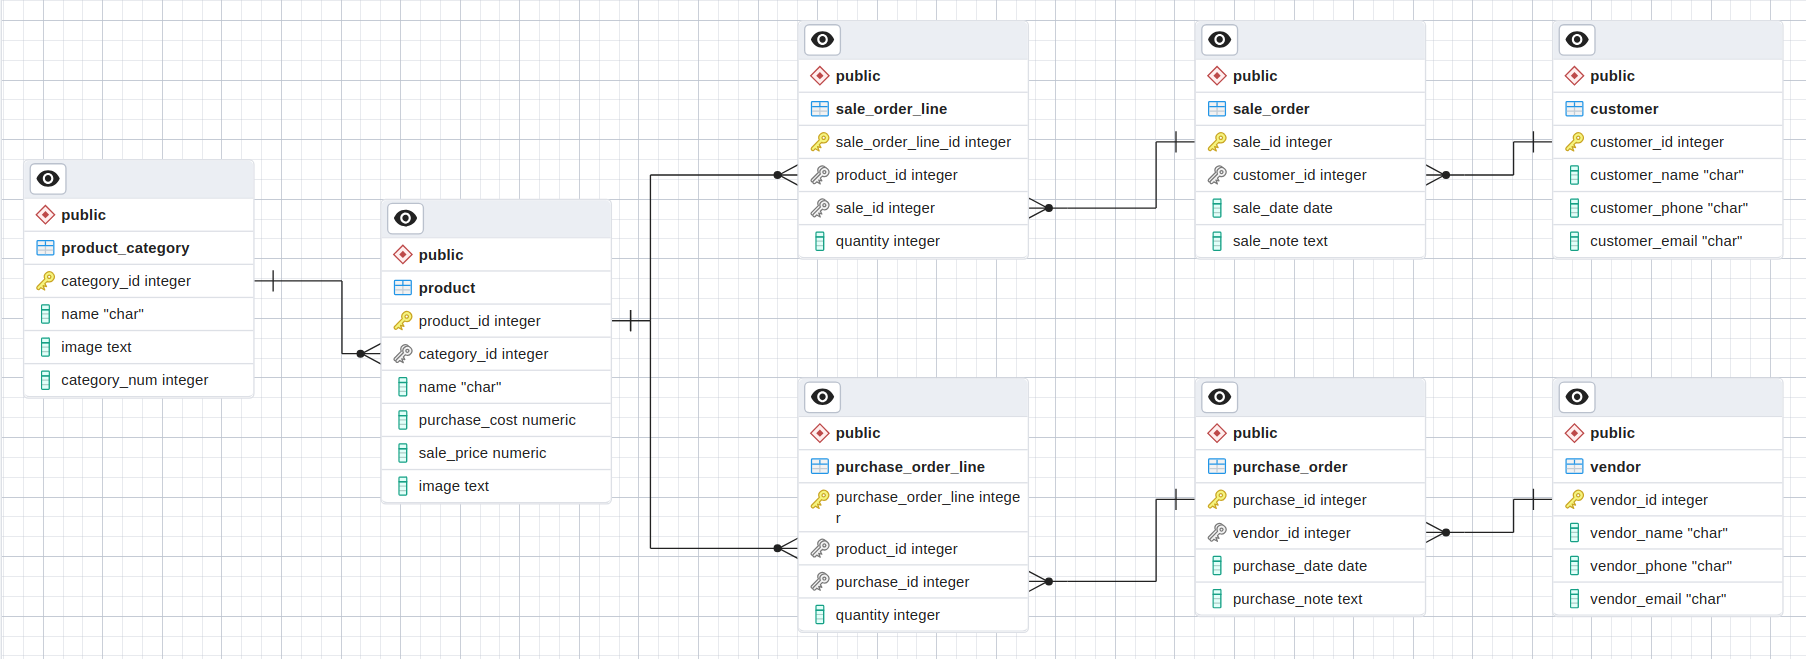 public
product_category
category_id integer
name "char"
image text
category_num integer
public
product
product_id integer
category_id integer
name "char"
purchase_cost numeric
sale_price numeric
image text
public
sale_order_line
sale_order_line_id integer
product_id integer
sale_id integer
quantity integer
public
sale_order
sale_id integer
customer_id integer
sale_date date
sale_note text
public
customer
customer_id integer
customer_name "char"
customer_phone "char"
customer_email "char"
public
purchase_order_line
purchase_order_line intege
r
product_id integer
purchase_id integer
quantity integer
public
purchase_order
purchase_id integer
vendor_id integer
purchase_date date
purchase_note text
public
vendor
vendor_id integer
vendor_name "char"
vendor_phone "char"
vendor_email "char"